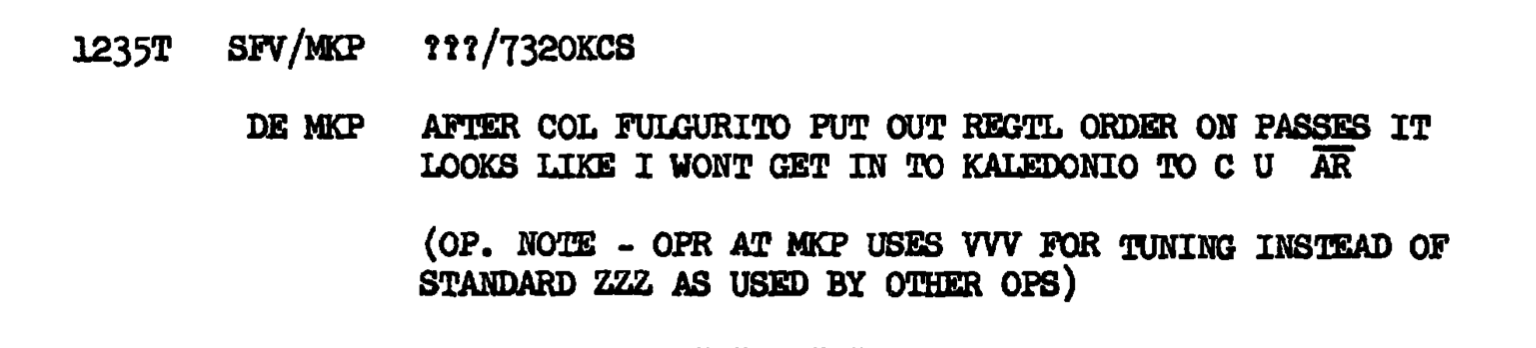 1235T SFV/MKP ???/7320KCS
DE MKP AFTER COL FULGURITO PUT OUT REGTL ORDER ON PASSES IT
LOOKS LIKE I WONT GET IN TO KALEDONIO TO C U A̅R̅
(OP. NOTE - OPR AT MKP USES VVV FOR TUNING INSTEAD OF
STANDARD ZZZ AS USED BY OTHER OPS)